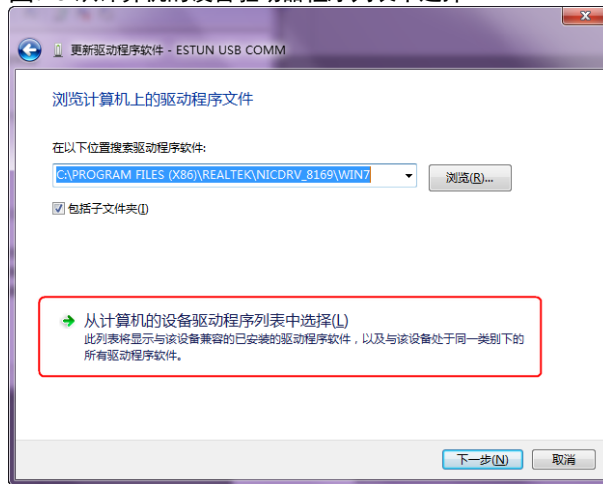 更新驱动程序软件 - ESTUN USB COMM
浏览计算机上的驱动程序文件
在以下位置搜索驱动程序软件:
C:\PROGRAM FILES (X86)\REALTEK\NICDRV_8169\WIN7
浏览(R)...
包括子文件夹(I)
从计算机的设备驱动程序列表中选择(L)
此列表将显示与该设备兼容的已安装的驱动程序软件，以及与该设备处于同一类别下的
所有驱动程序软件。
下一步(N)
取消